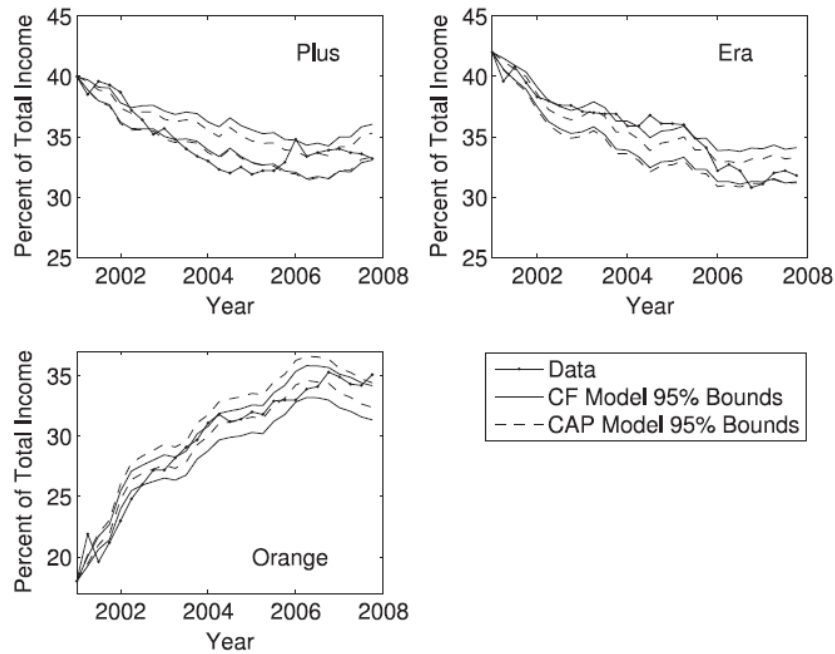 Plus
Percent of Total Income
45
40
35
30
25
2002 2004 2006 2008
Year
Era
Percent of Total Income
45
40
35
30
25
2002 2004 2006 2008
Year
Orange
Percent of Total Income
35
30
25
20
2002 2004 2006 2008
Year
Data
CF Model 95% Bounds
CAP Model 95% Bounds